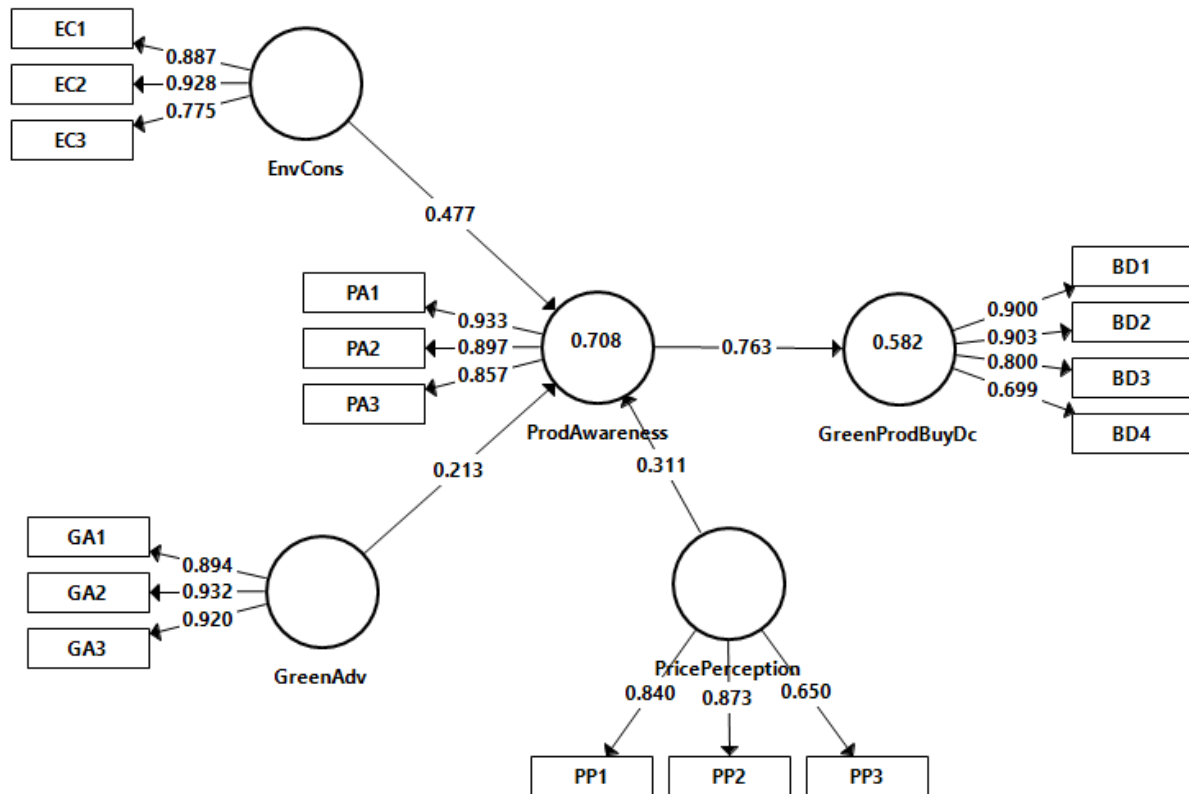 EC1
0.887
EC2
0.928
EC3
0.775
EnvCons
0.477
PA1
0.933
PA2
0.897
PA3
0.857
0.708
ProdAwareness
0.763
0.582
GreenProdBuyDc
BD1
0.900
BD2
0.903
BD3
0.800
BD4
0.699
0.213
0.311
GA1
0.894
GA2
0.932
GA3
0.920
GreenAdv
PricePerception
0.840
0.873
0.650
PP1
PP2
PP3